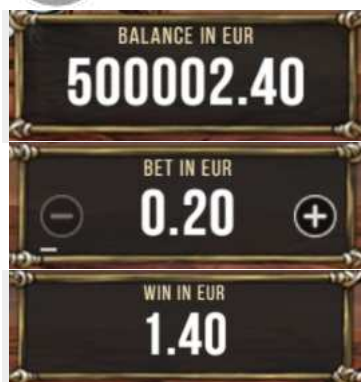 BALANCE IN EUR
500002.40
BET IN EUR
0.20
WIN IN EUR
1.40